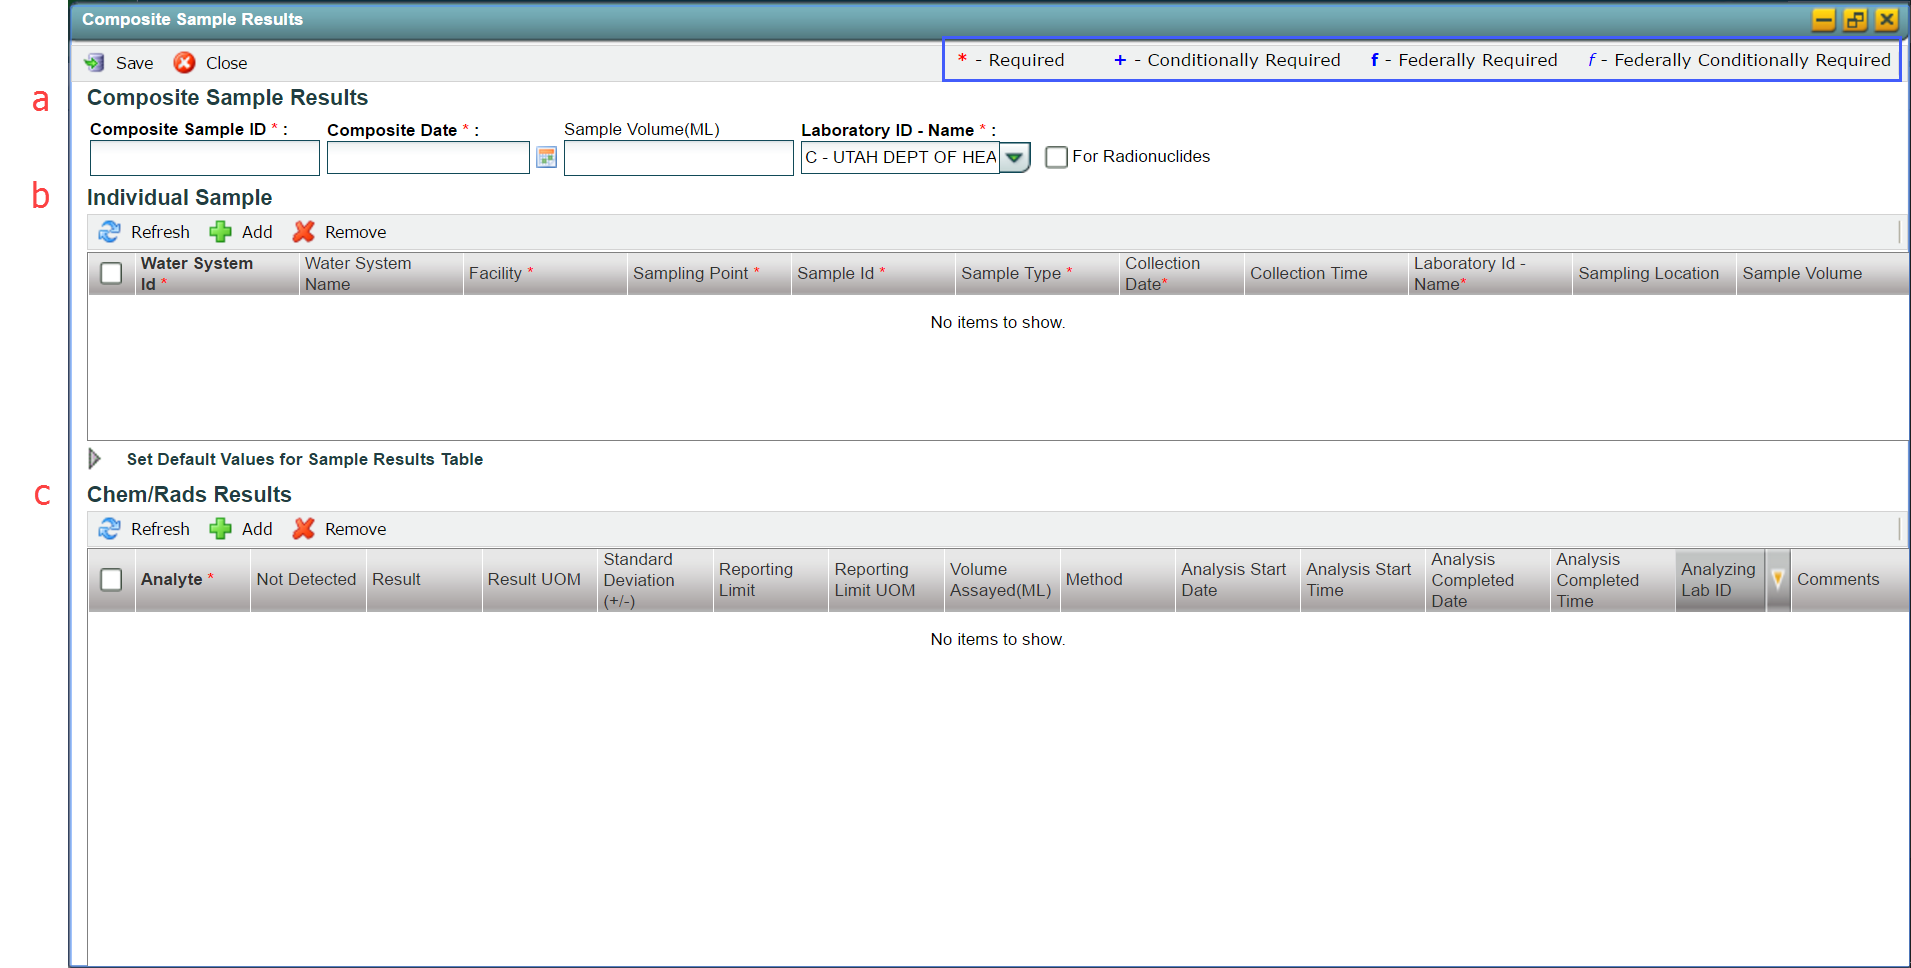 Composite Sample Results
Save Close
* - Required + - Conditionally Required f - Federally Required f - Federally Conditionally Required
a
Composite Sample Results
Composite Sample ID * : Composite Date * : Sample Volume(ML) Laboratory ID - Name * :
C - UTAH DEPT OF HEA For Radionuclides
b
Individual Sample
Refresh Add Remove
Water System Id * Water System Name Facility * Sampling Point * Sample Id * Sample Type * Collection Date* Collection Time Laboratory Id - Name* Sampling Location Sample Volume
No items to show.
Set Default Values for Sample Results Table
c
Chem/Rads Results
Refresh Add Remove
Analyte * Not Detected Result Result UOM Standard Deviation (+/-) Reporting Limit Reporting Limit UOM Volume Assayed(ML) Method Analysis Start Date Analysis Start Time Analysis Completed Date Analysis Completed Time Analyzing Lab ID Comments
No items to show.